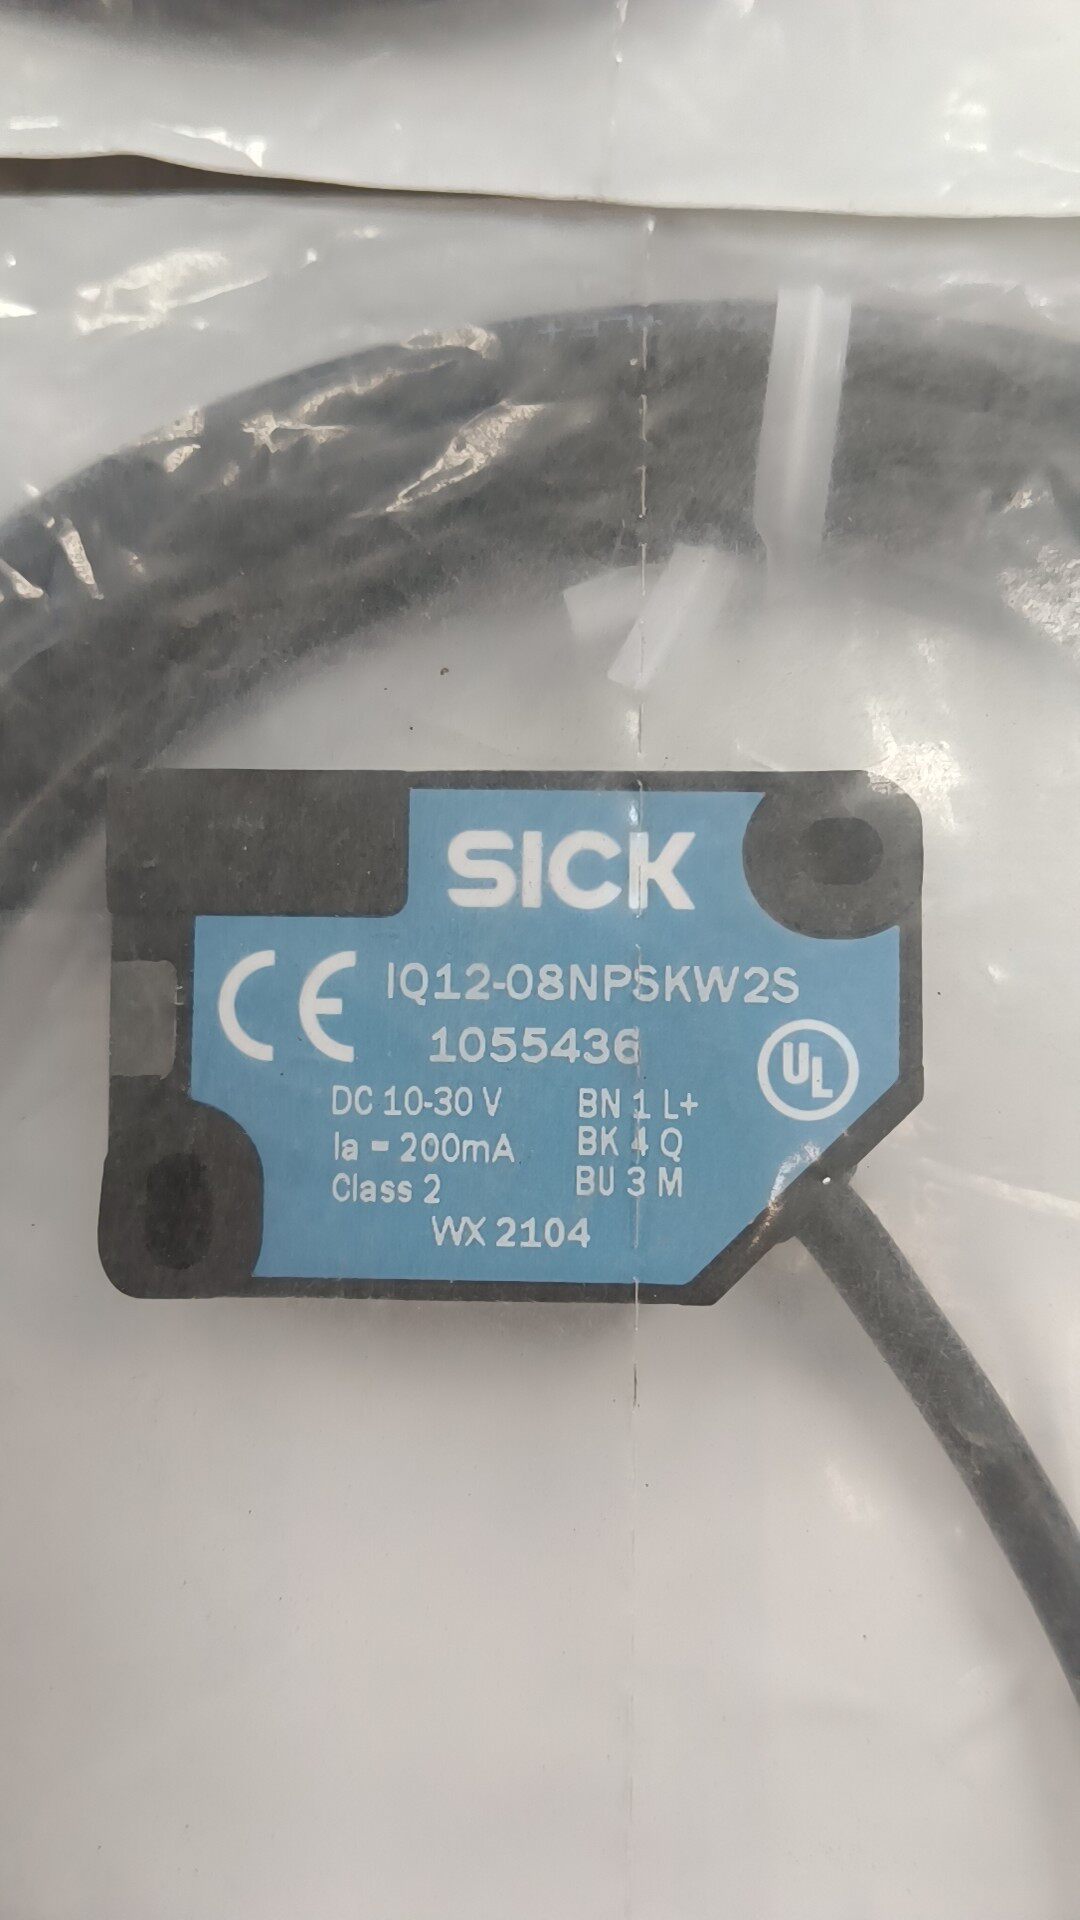 SICK
CE IQ12-08NPSKW2S
1055436
UL
DC 10-30 V BN 1 L+
Ia = 200mA BK 4 Q
Class 2 BU 3 M
WX 2104